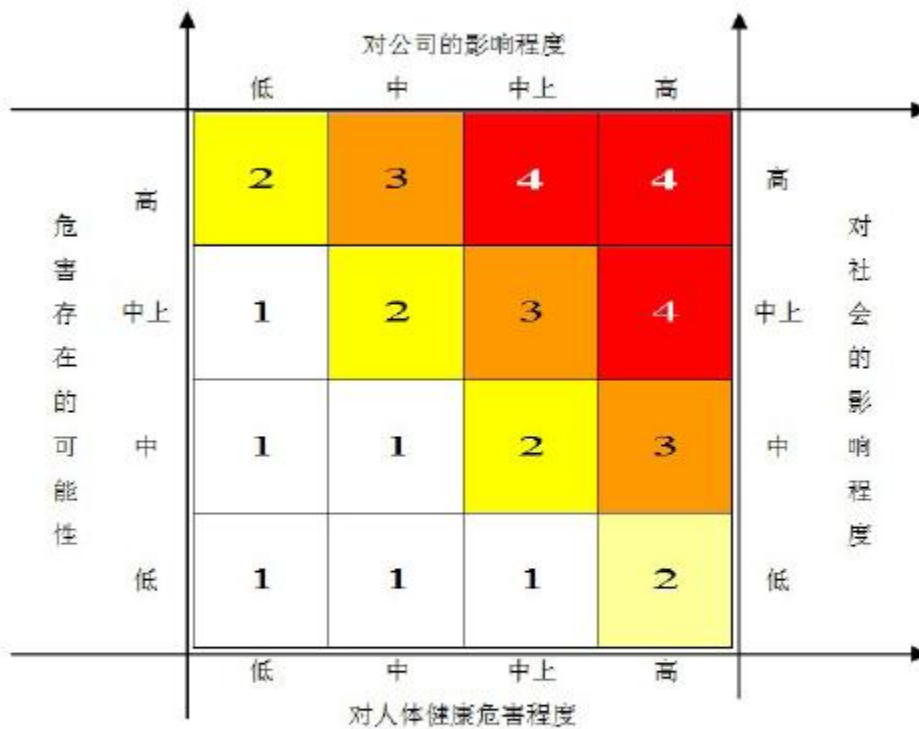 对公司的影响程度
低 中 中上 高
高 2 3 4 4 高
中上 1 2 3 4 中上
中 1 1 2 3 中
低 1 1 1 2 低
低 中 中上 高
对人体健康危害程度
危害存在的可能性
对社会的影响程度